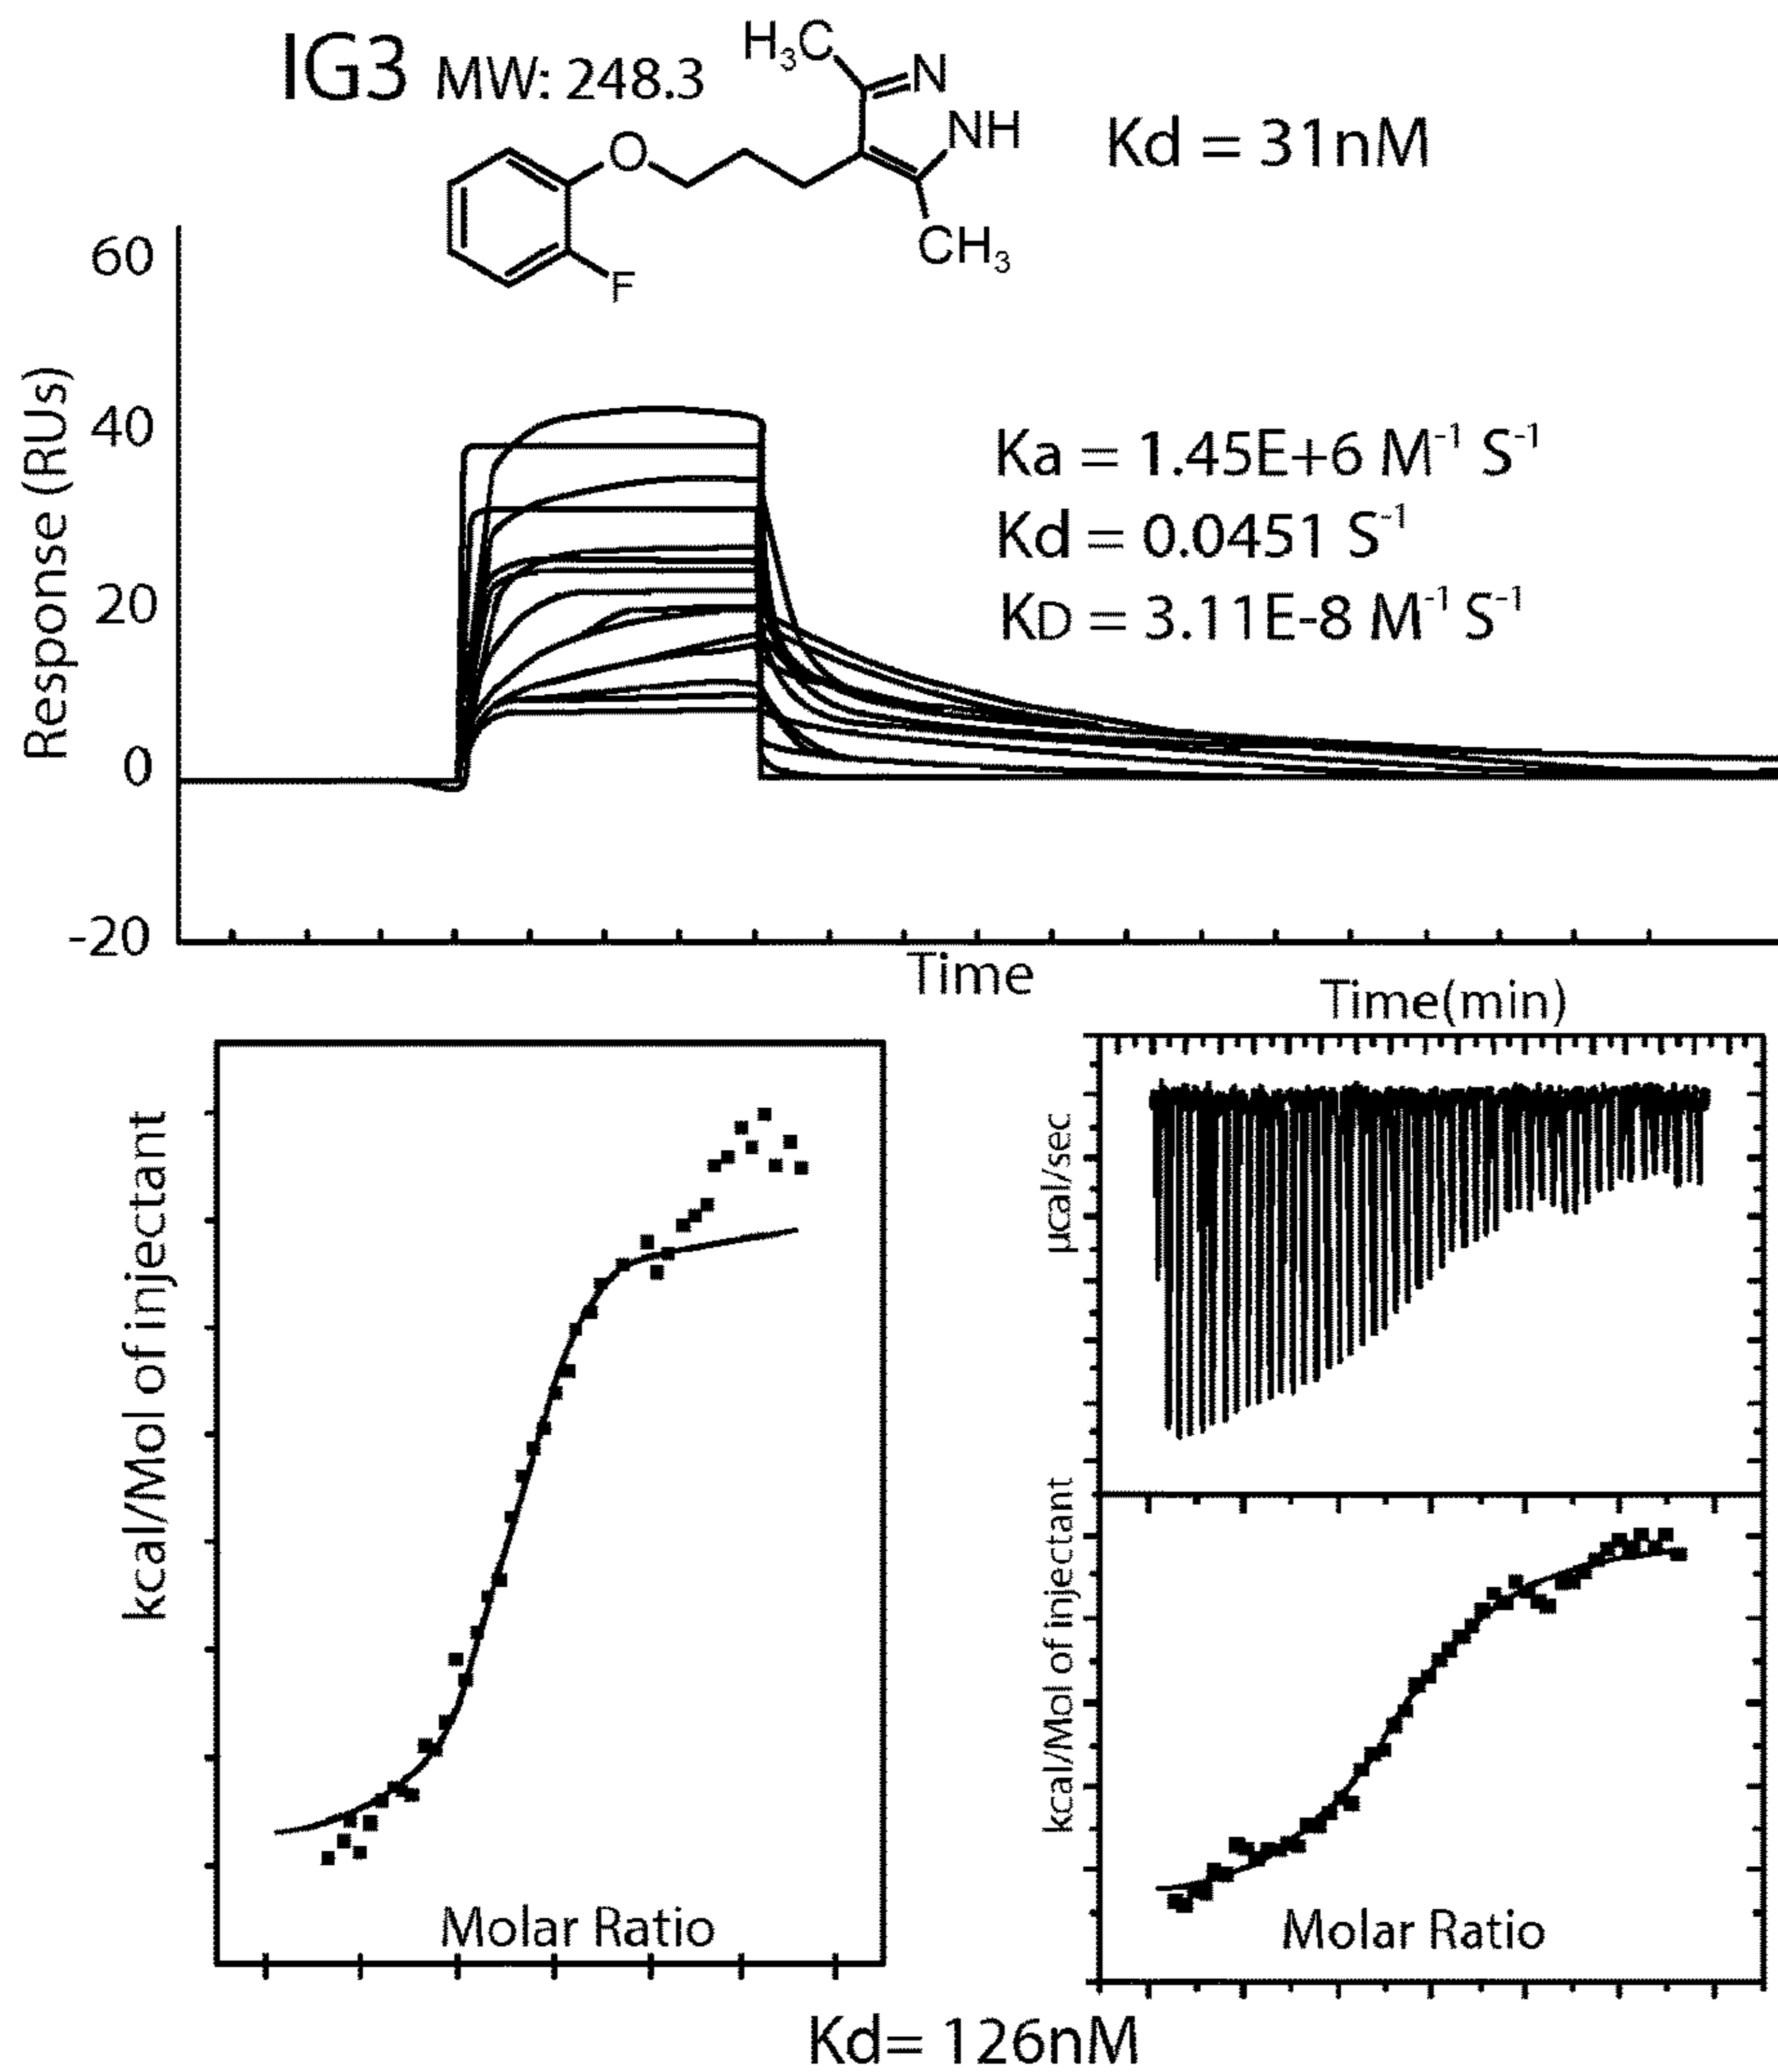 IG3 MW: 248.3
H₃C
N
NH
O
CH₃
F
Kd = 31nM
60
40
20
0
-20
Response (RUs)
Ka = 1.45E+6 M⁻¹ S⁻¹
Kd = 0.0451 S⁻¹
KD = 3.11E-8 M⁻¹ S⁻¹
Time
kcal/Mol of injectant
Molar Ratio
Time(min)
µcal/sec
kcal/Mol of injectant
Molar Ratio
Kd= 126nM